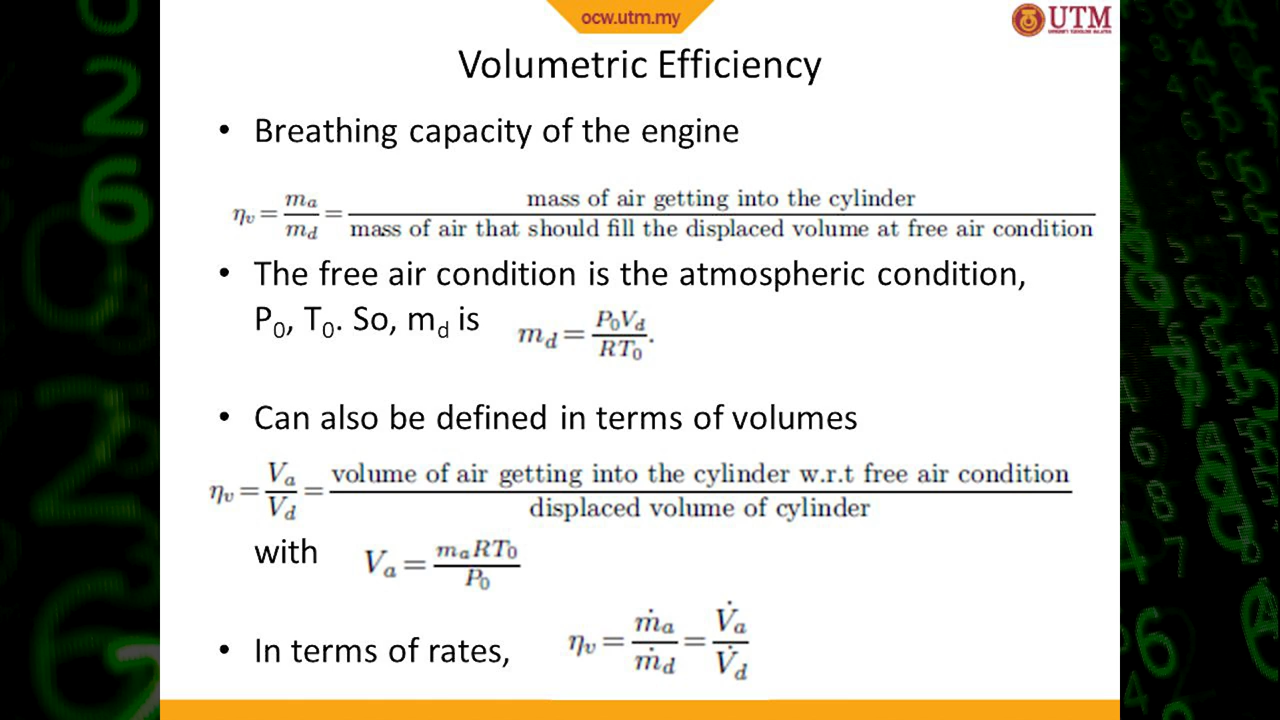 ocw.utm.my
UTM
Volumetric Efficiency
• Breathing capacity of the engine
ηv = ma/md = mass of air getting into the cylinder / mass of air that should fill the displaced volume at free air condition
• The free air condition is the atmospheric condition,
P0, T0. So, md is md = P0Vd/RT0.
• Can also be defined in terms of volumes
ηv = Va/Vd = volume of air getting into the cylinder w.r.t free air condition / displaced volume of cylinder
with Va = maRT0/P0
• In terms of rates, ηv = ṁa/ṁd = V̇a/V̇d